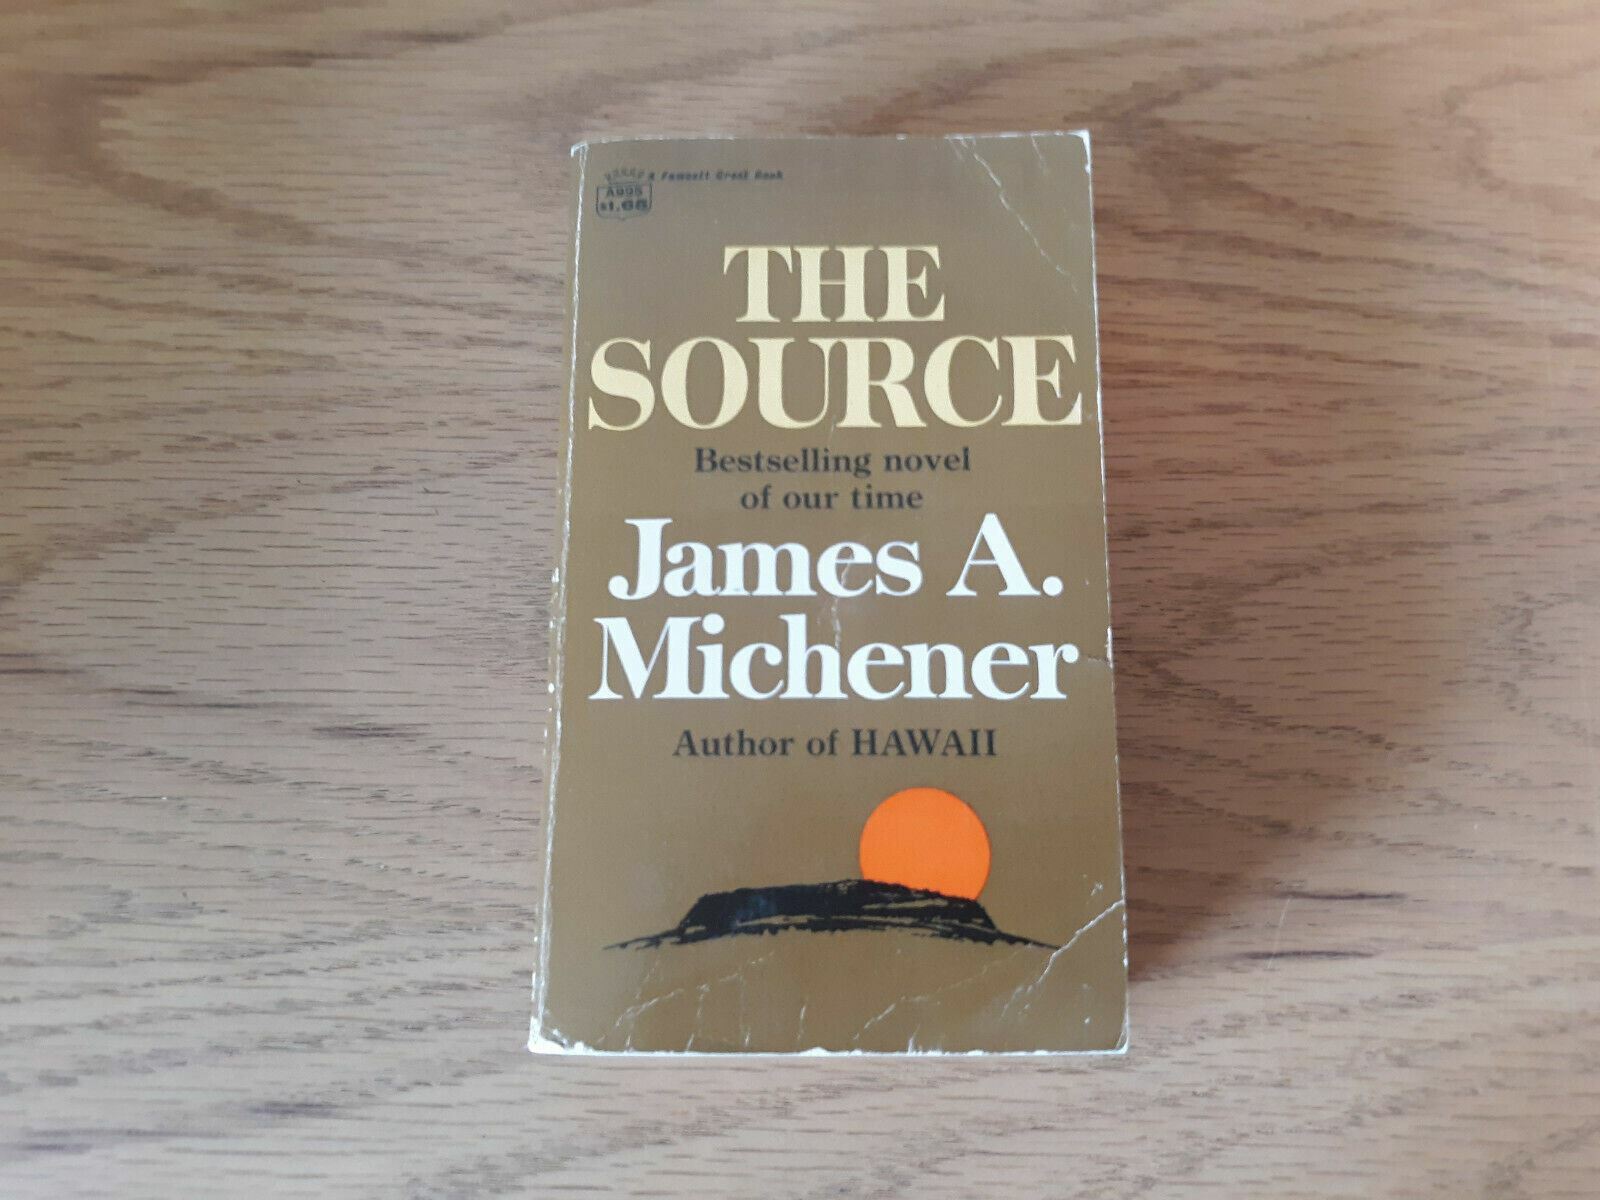 A Fawcett Crest Book
A995
$1.65
THE
SOURCE
Bestselling novel
of our time
James A.
Michener
Author of HAWAII